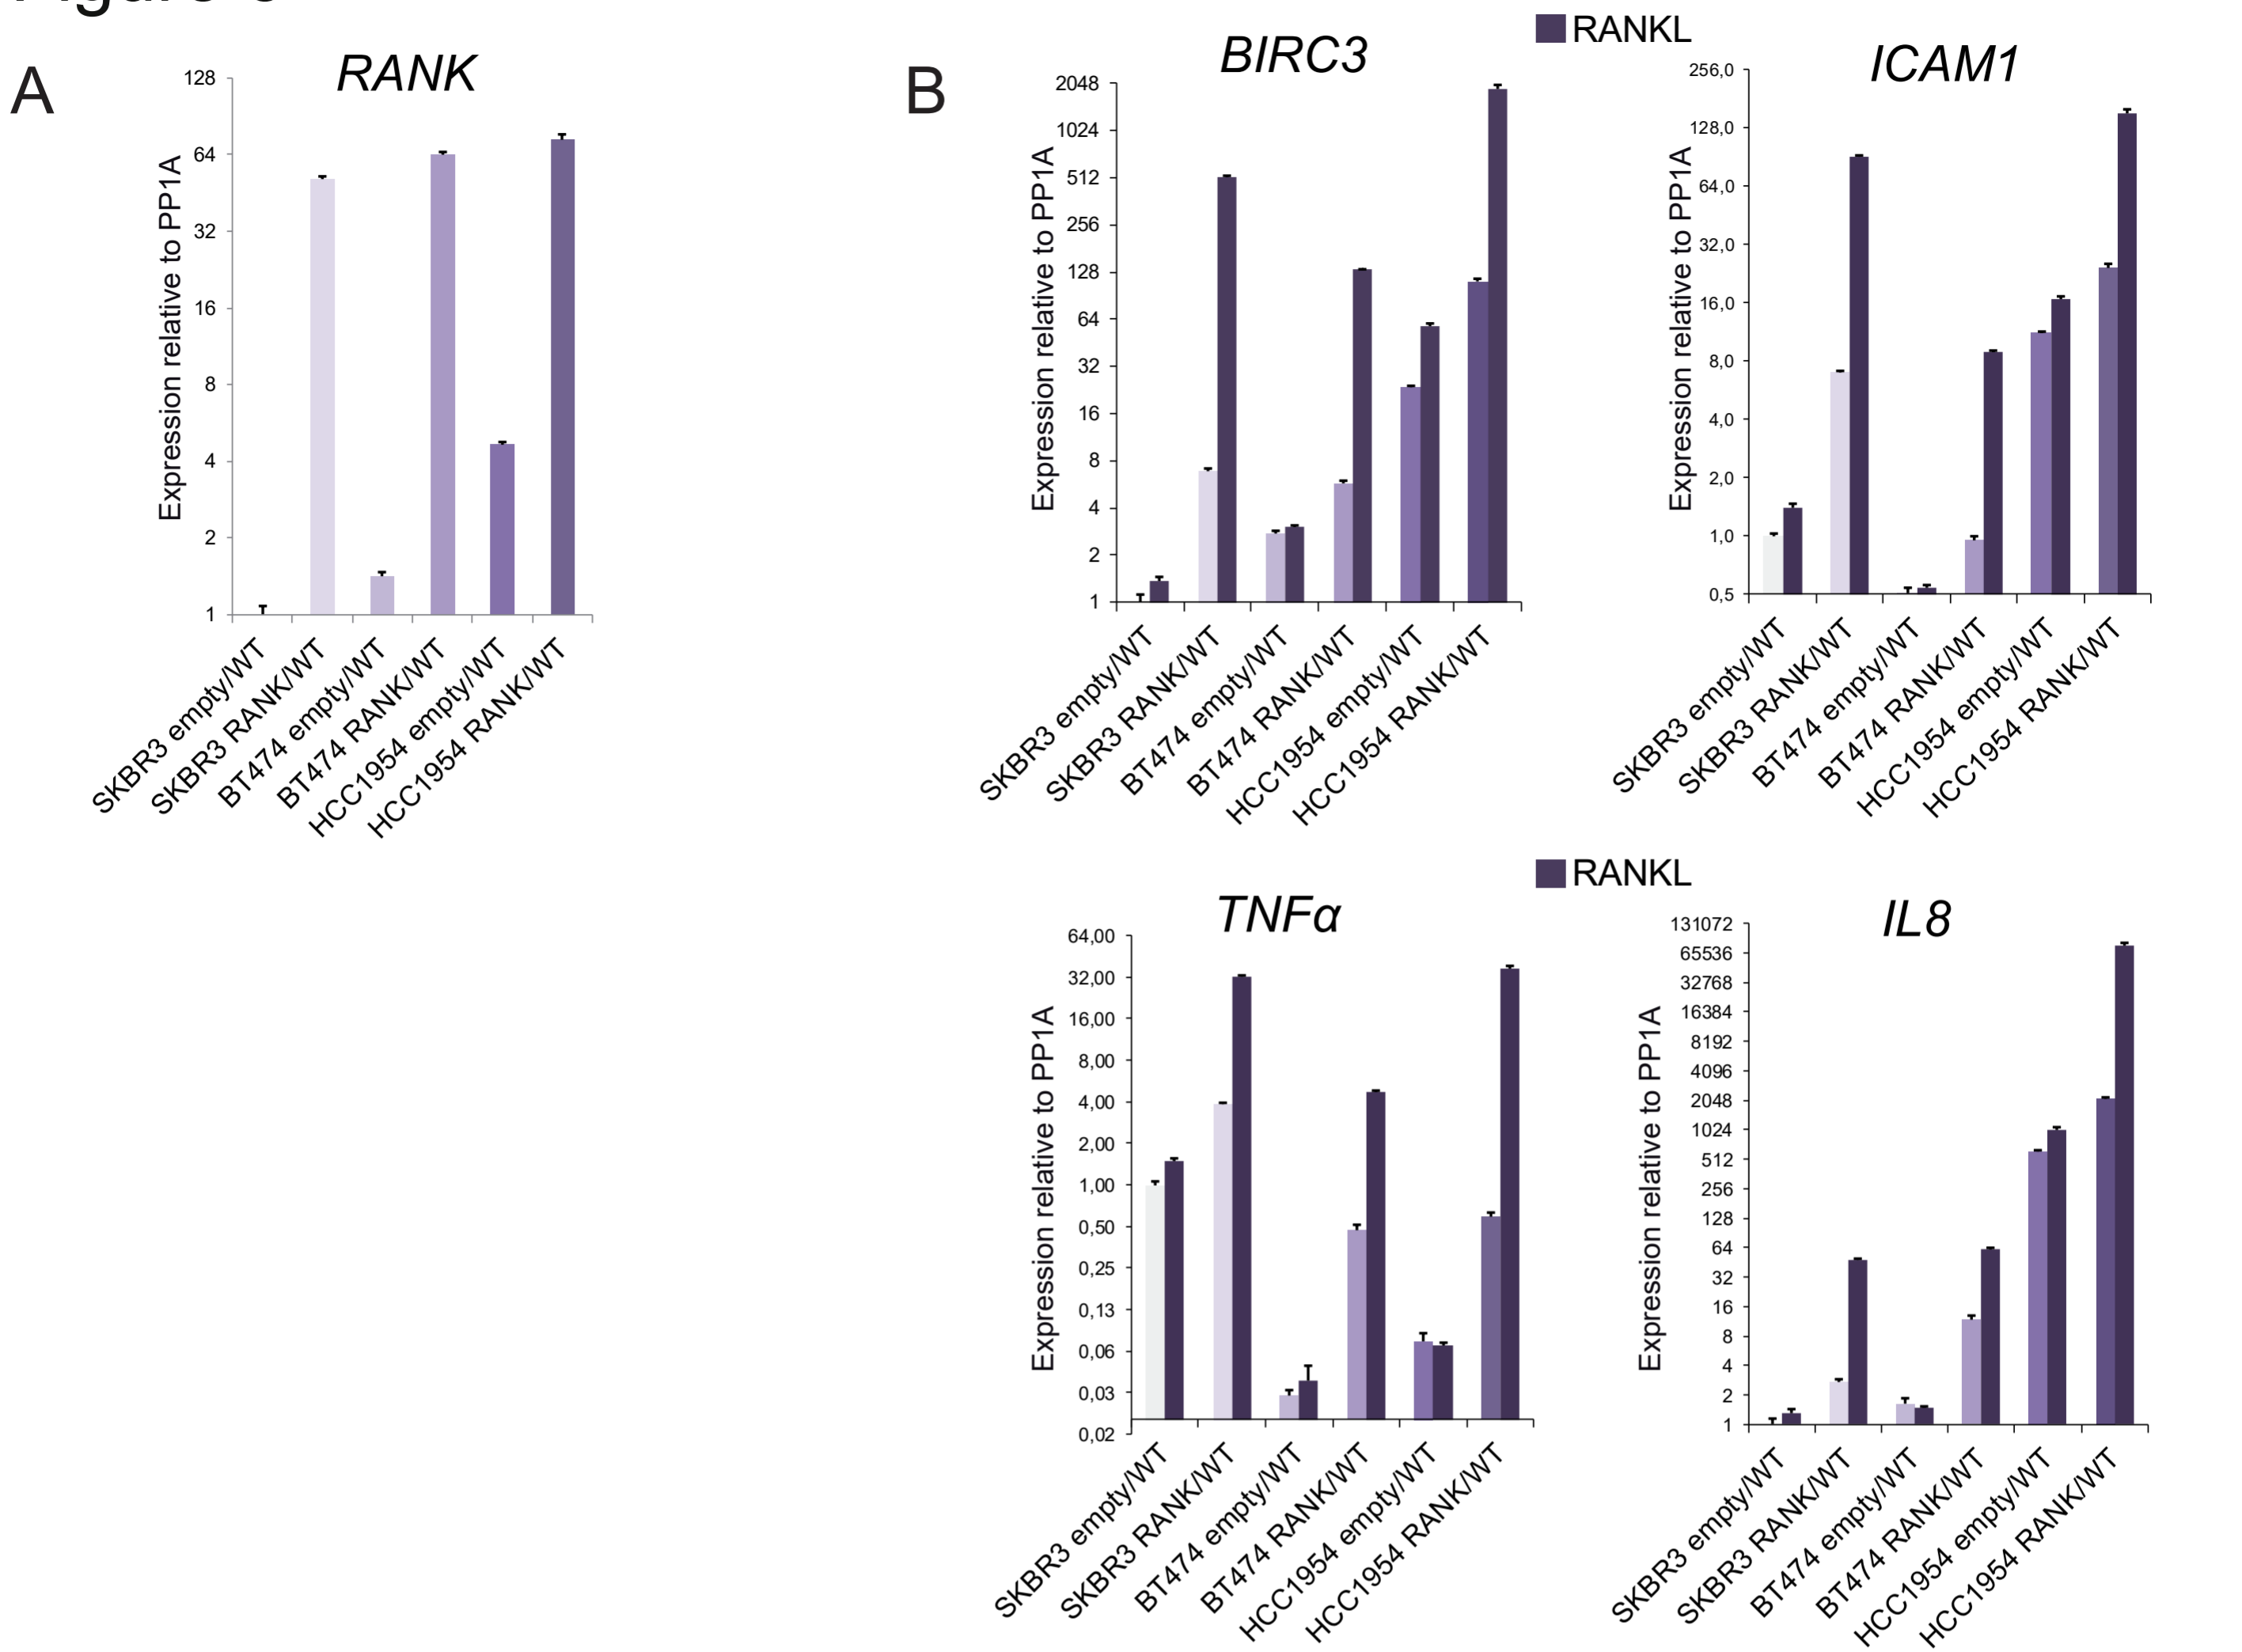 A
RANK
Expression relative to PP1A
128
64
32
16
8
4
2
1
SKBR3 empty/WT
SKBR3 RANK/WT
BT474 empty/WT
BT474 RANK/WT
HCC1954 empty/WT
HCC1954 RANK/WT
B
RANKL
BIRC3
Expression relative to PP1A
2048
1024
512
256
128
64
32
16
8
4
2
1
SKBR3 empty/WT
SKBR3 RANK/WT
BT474 empty/WT
BT474 RANK/WT
HCC1954 empty/WT
HCC1954 RANK/WT
ICAM1
Expression relative to PP1A
256,0
128,0
64,0
32,0
16,0
8,0
4,0
2,0
1,0
0,5
SKBR3 empty/WT
SKBR3 RANK/WT
BT474 empty/WT
BT474 RANK/WT
HCC1954 empty/WT
HCC1954 RANK/WT
RANKL
TNFα
Expression relative to PP1A
64,00
32,00
16,00
8,00
4,00
2,00
1,00
0,50
0,25
0,13
0,06
0,03
0,02
SKBR3 empty/WT
SKBR3 RANK/WT
BT474 empty/WT
BT474 RANK/WT
HCC1954 empty/WT
HCC1954 RANK/WT
IL8
Expression relative to PP1A
131072
65536
32768
16384
8192
4096
2048
1024
512
256
128
64
32
16
8
4
2
1
SKBR3 empty/WT
SKBR3 RANK/WT
BT474 empty/WT
BT474 RANK/WT
HCC1954 empty/WT
HCC1954 RANK/WT